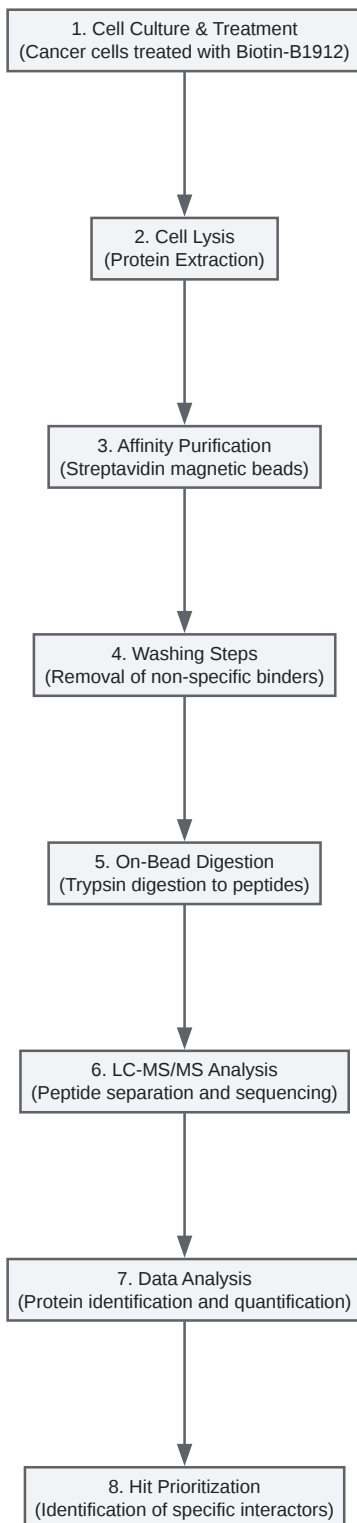 1. Cell Culture & Treatment
(Cancer cells treated with Biotin-B1912)
2. Cell Lysis
(Protein Extraction)
3. Affinity Purification
(Streptavidin magnetic beads)
4. Washing Steps
(Removal of non-specific binders)
5. On-Bead Digestion
(Trypsin digestion to peptides)
6. LC-MS/MS Analysis
(Peptide separation and sequencing)
7. Data Analysis
(Protein identification and quantification)
8. Hit Prioritization
(Identification of specific interactors)